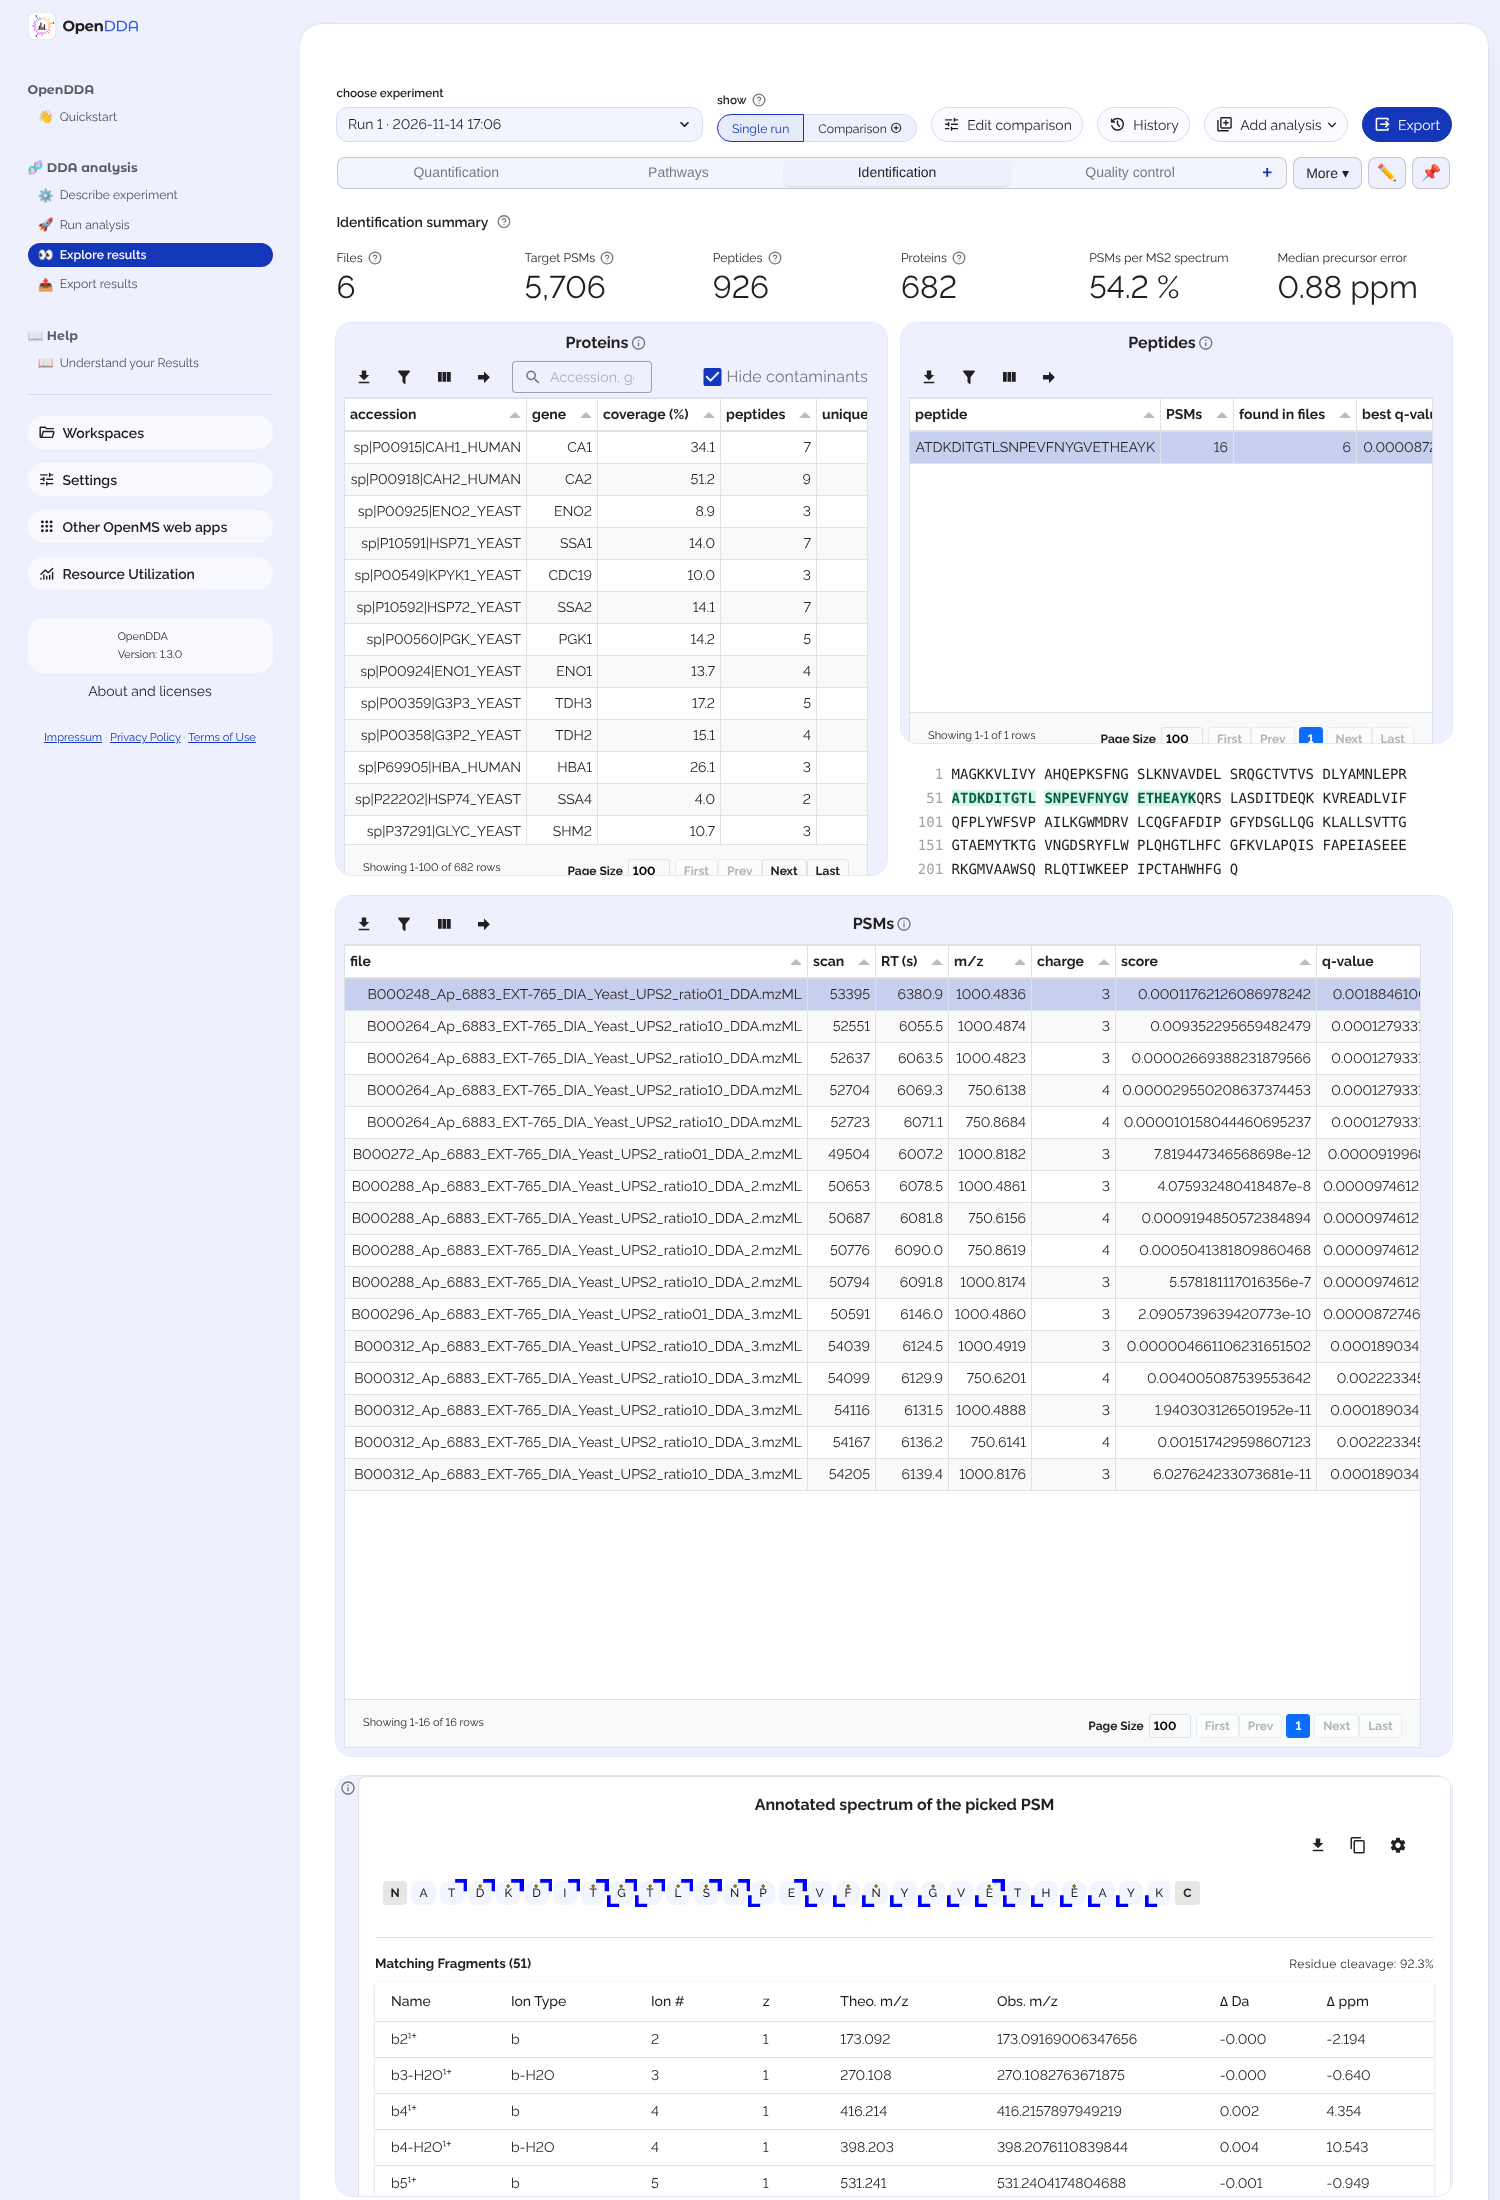 OpenDDA
OpenDDA
Quickstart
DDA analysis
Describe experiment
Run analysis
Explore results
Export results
Help
Understand your Results
Workspaces
Settings
Other OpenMS web apps
Resource Utilization
OpenDDA
Version: 1.3.0
About and licenses
Impressum · Privacy Policy · Terms of Use
choose experiment
Run 1 · 2026-11-14 17:06
show
Single run Comparison
Edit comparison
History
Add analysis
Export
Quantification Pathways Identification Quality control + More ▾
Identification summary
Files Target PSMs Peptides Proteins PSMs per MS2 spectrum Median precursor error
6 5,706 926 682 54.2 % 0.88 ppm
Proteins
Accession, g
Hide contaminants
accession gene coverage (%) peptides unique
sp|P00915|CAH1_HUMAN CA1 34.1 7
sp|P00918|CAH2_HUMAN CA2 51.2 9
sp|P00925|ENO2_YEAST ENO2 8.9 3
sp|P10591|HSP71_YEAST SSA1 14.0 7
sp|P00549|KPYK1_YEAST CDC19 10.0 3
sp|P10592|HSP72_YEAST SSA2 14.1 7
sp|P00560|PGK_YEAST PGK1 14.2 5
sp|P00924|ENO1_YEAST ENO1 13.7 4
sp|P00359|G3P3_YEAST TDH3 17.2 5
sp|P00358|G3P2_YEAST TDH2 15.1 4
sp|P69905|HBA_HUMAN HBA1 26.1 3
sp|P22202|HSP74_YEAST SSA4 4.0 2
sp|P37291|GLYC_YEAST SHM2 10.7 3
Showing 1-100 of 682 rows Page Size 100 First Prev Next Last
Peptides
peptide PSMs found in files best q-val
ATDKDITGTLSNPEVFNYGVETHEAYK 16 6 0.0000872
Showing 1-1 of 1 rows Page Size 100 First Prev 1 Next Last
1 MAGKKVLIVY AHQEPKSFNG SLKNVAVDEL SRQGCTVTVS DLYAMNLEPR
51 ATDKDITGTL SNPEVFNYGV ETHEAYKQRS LASDITDEQK KVREADLVIF
101 QFPLYWFSVP AILKGWMDRV LCQGFAFDIP GFYDSGLLQG KLALLSVTTG
151 GTAEMYTKTG VNGDSRYFLW PLQHGTLHFC GFKVLAPQIS FAPEIASEEE
201 RKGMVAAWSQ RLQTIWKEEP IPCTAHWHFG Q
PSMs
file scan RT (s) m/z charge score q-value
B000248_Ap_6883_EXT-765_DIA_Yeast_UPS2_ratio01_DDA.mzML 53395 6380.9 1000.4836 3 0.00011762126086978242 0.001884610
B000264_Ap_6883_EXT-765_DIA_Yeast_UPS2_ratio10_DDA.mzML 52551 6055.5 1000.4874 3 0.009352295659482479 0.000127933
B000264_Ap_6883_EXT-765_DIA_Yeast_UPS2_ratio10_DDA.mzML 52637 6063.5 1000.4823 3 0.00002669388231879566 0.000127933
B000264_Ap_6883_EXT-765_DIA_Yeast_UPS2_ratio10_DDA.mzML 52704 6069.3 750.6138 4 0.000029550208637374453 0.000127933
B000264_Ap_6883_EXT-765_DIA_Yeast_UPS2_ratio10_DDA.mzML 52723 6071.1 750.8684 4 0.000010158044460695237 0.000127933
B000272_Ap_6883_EXT-765_DIA_Yeast_UPS2_ratio01_DDA_2.mzML 49504 6007.2 1000.8182 3 7.819447346568698e-12 0.000091996
B000288_Ap_6883_EXT-765_DIA_Yeast_UPS2_ratio10_DDA_2.mzML 50653 6078.5 1000.4861 3 4.075932480418487e-8 0.0000974612
B000288_Ap_6883_EXT-765_DIA_Yeast_UPS2_ratio10_DDA_2.mzML 50687 6081.8 750.6156 4 0.0009194850572384894 0.0000974612
B000288_Ap_6883_EXT-765_DIA_Yeast_UPS2_ratio10_DDA_2.mzML 50776 6090.0 750.8619 4 0.0005041381809860468 0.0000974612
B000288_Ap_6883_EXT-765_DIA_Yeast_UPS2_ratio10_DDA_2.mzML 50794 6091.8 1000.8174 3 5.578181117016356e-7 0.0000974612
B000296_Ap_6883_EXT-765_DIA_Yeast_UPS2_ratio01_DDA_3.mzML 50591 6146.0 1000.4860 3 2.0905739639420773e-10 0.0000872746
B000312_Ap_6883_EXT-765_DIA_Yeast_UPS2_ratio10_DDA_3.mzML 54039 6124.5 1000.4919 3 0.000004661106231651502 0.000189034
B000312_Ap_6883_EXT-765_DIA_Yeast_UPS2_ratio10_DDA_3.mzML 54099 6129.9 750.6201 4 0.004005087539553642 0.00222334
B000312_Ap_6883_EXT-765_DIA_Yeast_UPS2_ratio10_DDA_3.mzML 54116 6131.5 1000.4888 3 1.940303126501952e-11 0.000189034
B000312_Ap_6883_EXT-765_DIA_Yeast_UPS2_ratio10_DDA_3.mzML 54167 6136.2 750.6141 4 0.001517429598607123 0.00222334
B000312_Ap_6883_EXT-765_DIA_Yeast_UPS2_ratio10_DDA_3.mzML 54205 6139.4 1000.8176 3 6.027624233073681e-11 0.000189034
Showing 1-16 of 16 rows Page Size 100 First Prev 1 Next Last
Annotated spectrum of the picked PSM
N A T D K D I T G T L S N P E V F N Y G V E T H E A Y K C
Matching Fragments (51) Residue cleavage: 92.3%
Name Ion Type Ion # z Theo. m/z Obs. m/z Δ Da Δ ppm
b2¹⁺ b 2 1 173.092 173.09169006347656 -0.000 -2.194
b3-H2O¹⁺ b-H2O 3 1 270.108 270.1082763671875 -0.000 -0.640
b4¹⁺ b 4 1 416.214 416.2157897949219 0.002 4.354
b4-H2O¹⁺ b-H2O 4 1 398.203 398.2076110839844 0.004 10.543
b5¹⁺ b 5 1 531.241 531.2404174804688 -0.001 -0.949